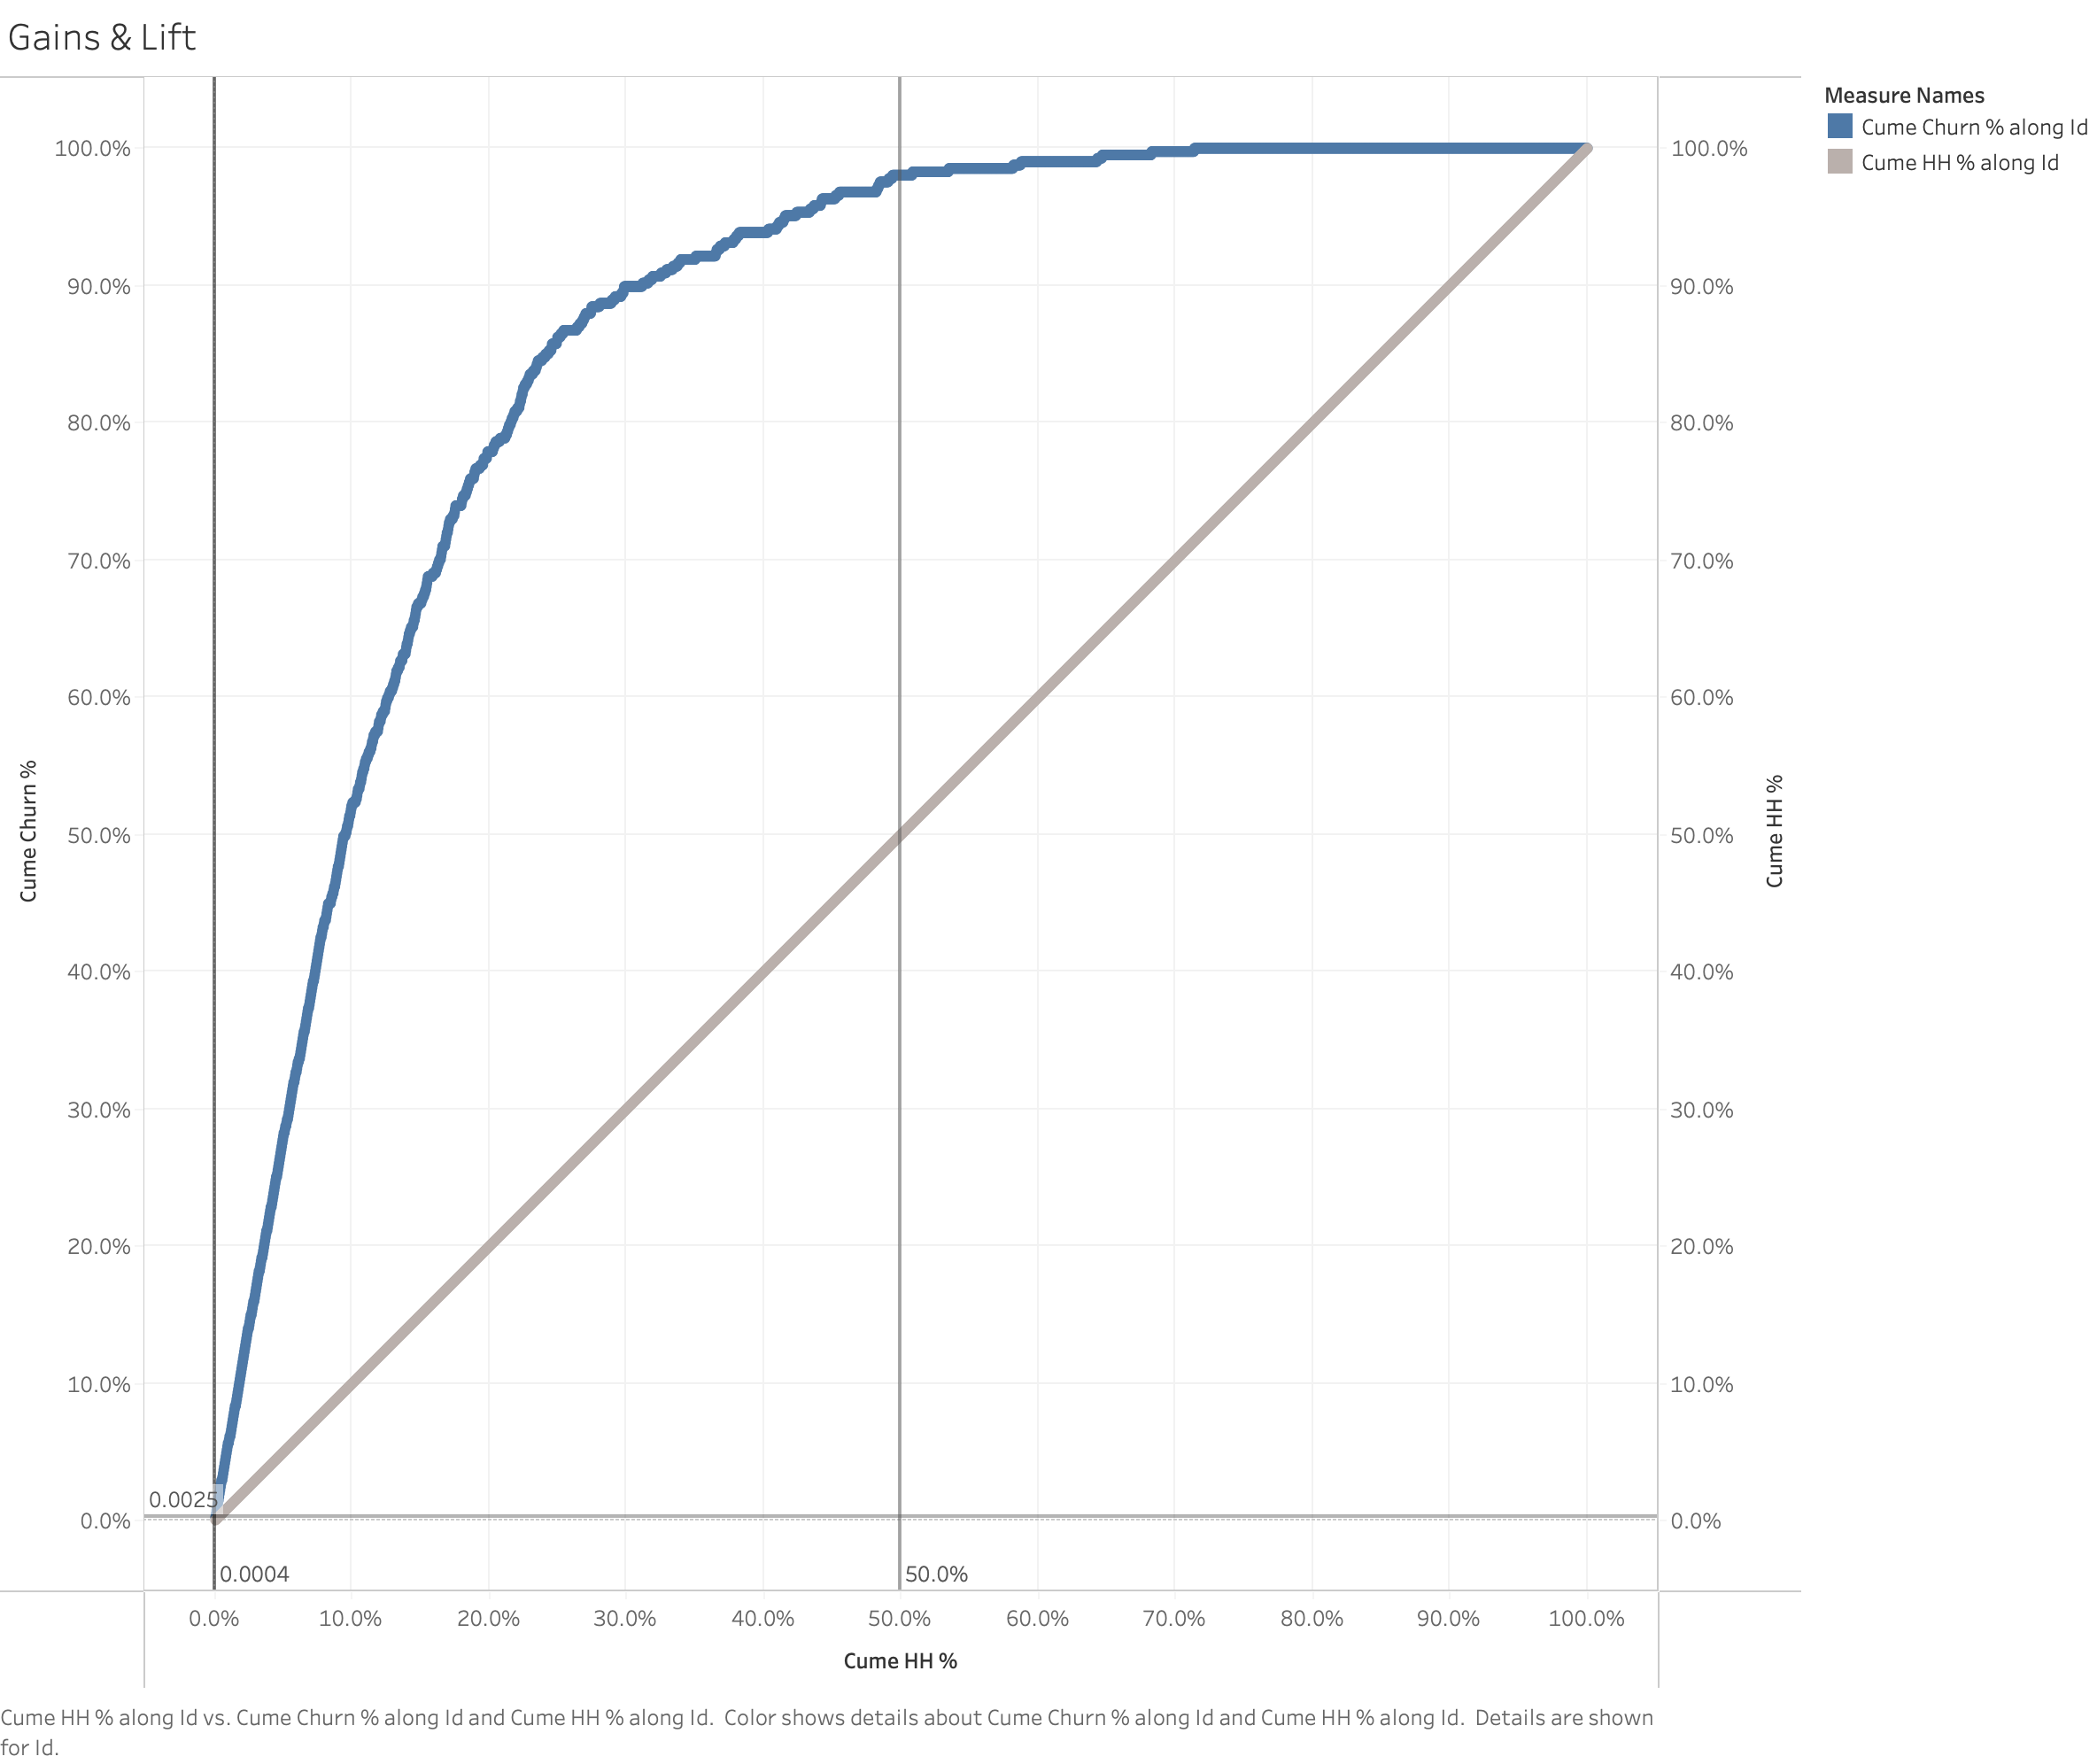 Gains & Lift
Measure Names
Cume Churn % along Id
Cume HH % along Id
100.0%
90.0%
80.0%
70.0%
60.0%
50.0%
40.0%
30.0%
20.0%
10.0%
0.0%
Cume Churn %
100.0%
90.0%
80.0%
70.0%
60.0%
50.0%
40.0%
30.0%
20.0%
10.0%
0.0%
Cume HH %
0.0025
0.0004
50.0%
0.0% 10.0% 20.0% 30.0% 40.0% 50.0% 60.0% 70.0% 80.0% 90.0% 100.0%
Cume HH %
Cume HH % along Id vs. Cume Churn % along Id and Cume HH % along Id.  Color shows details about Cume Churn % along Id and Cume HH % along Id.  Details are shown
for Id.